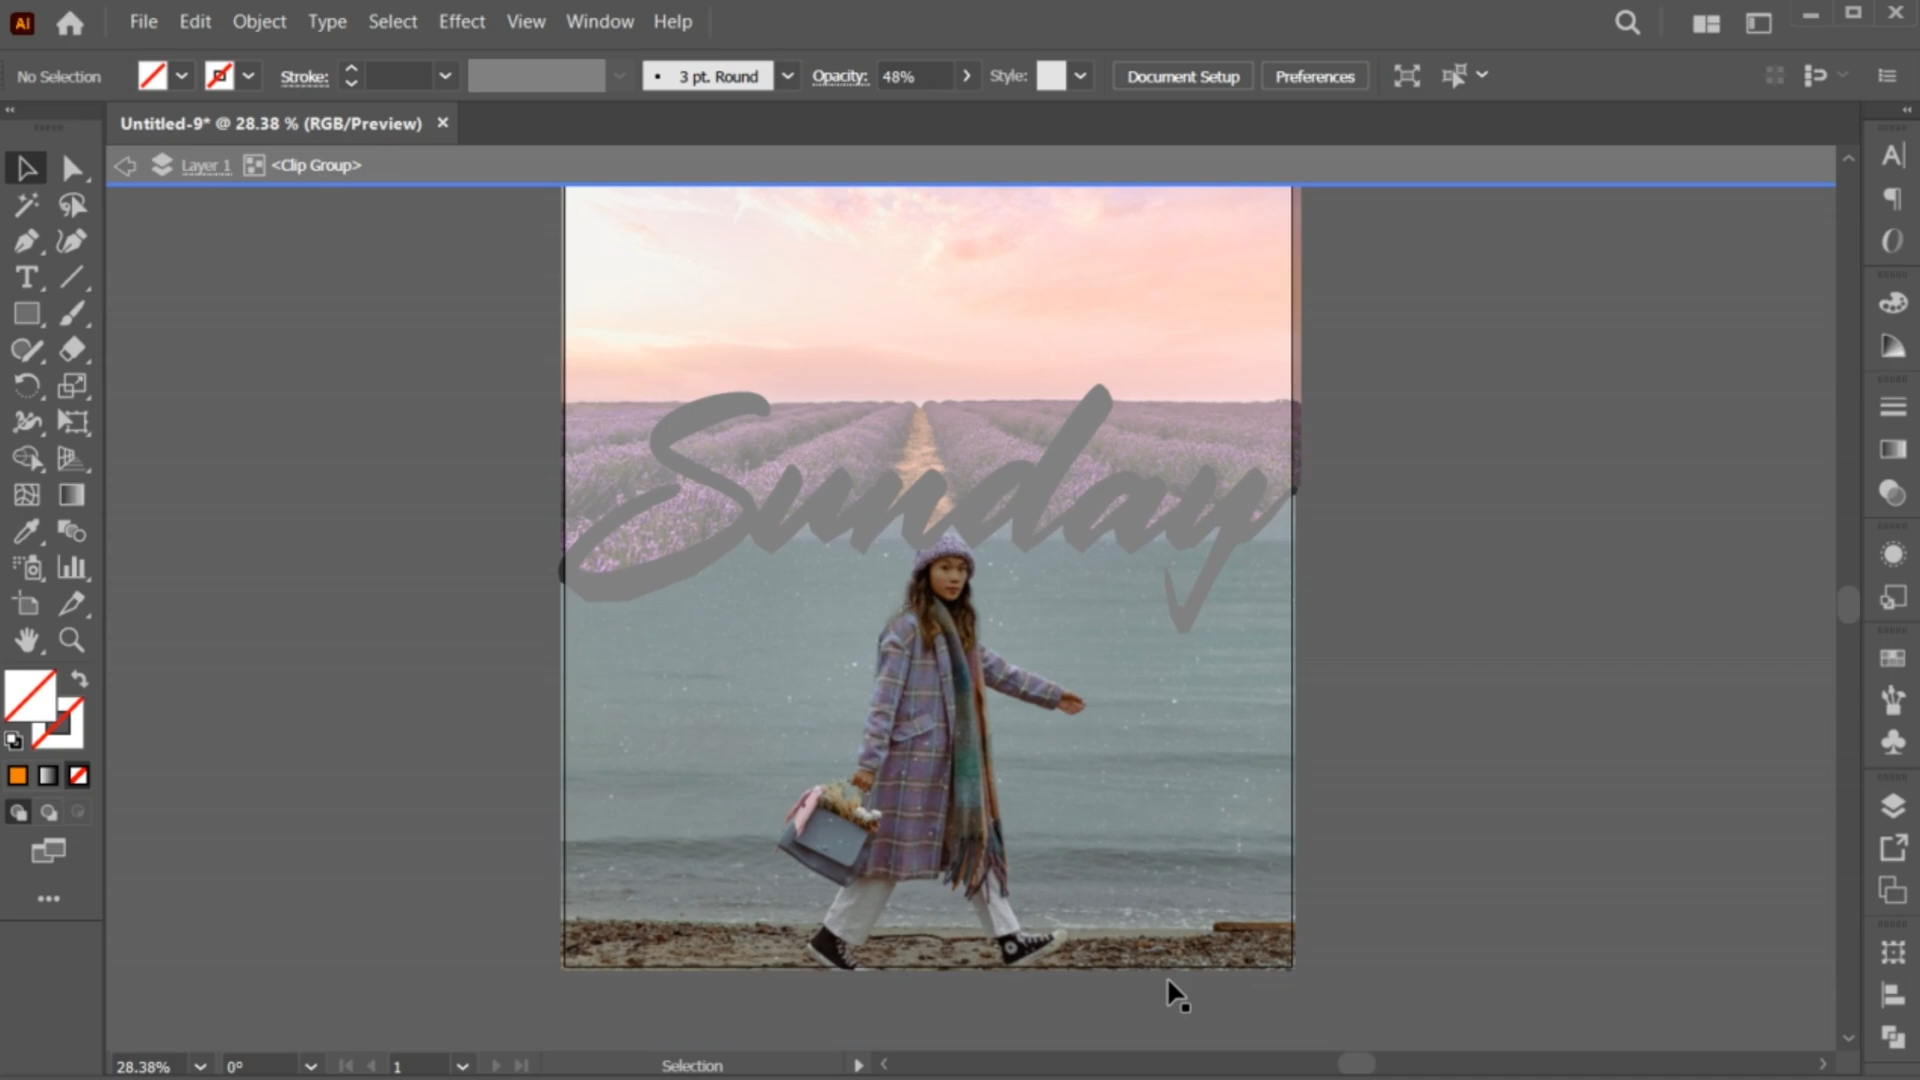 Ai File Edit Object Type Select Effect View Window Help
No Selection Stroke: 3 pt. Round Opacity: 48% Style: Document Setup Preferences
Untitled-9* @ 28.38 % (RGB/Preview)
Layer 1 <Clip Group>
Sunday
28.38% 0° 1 Selection